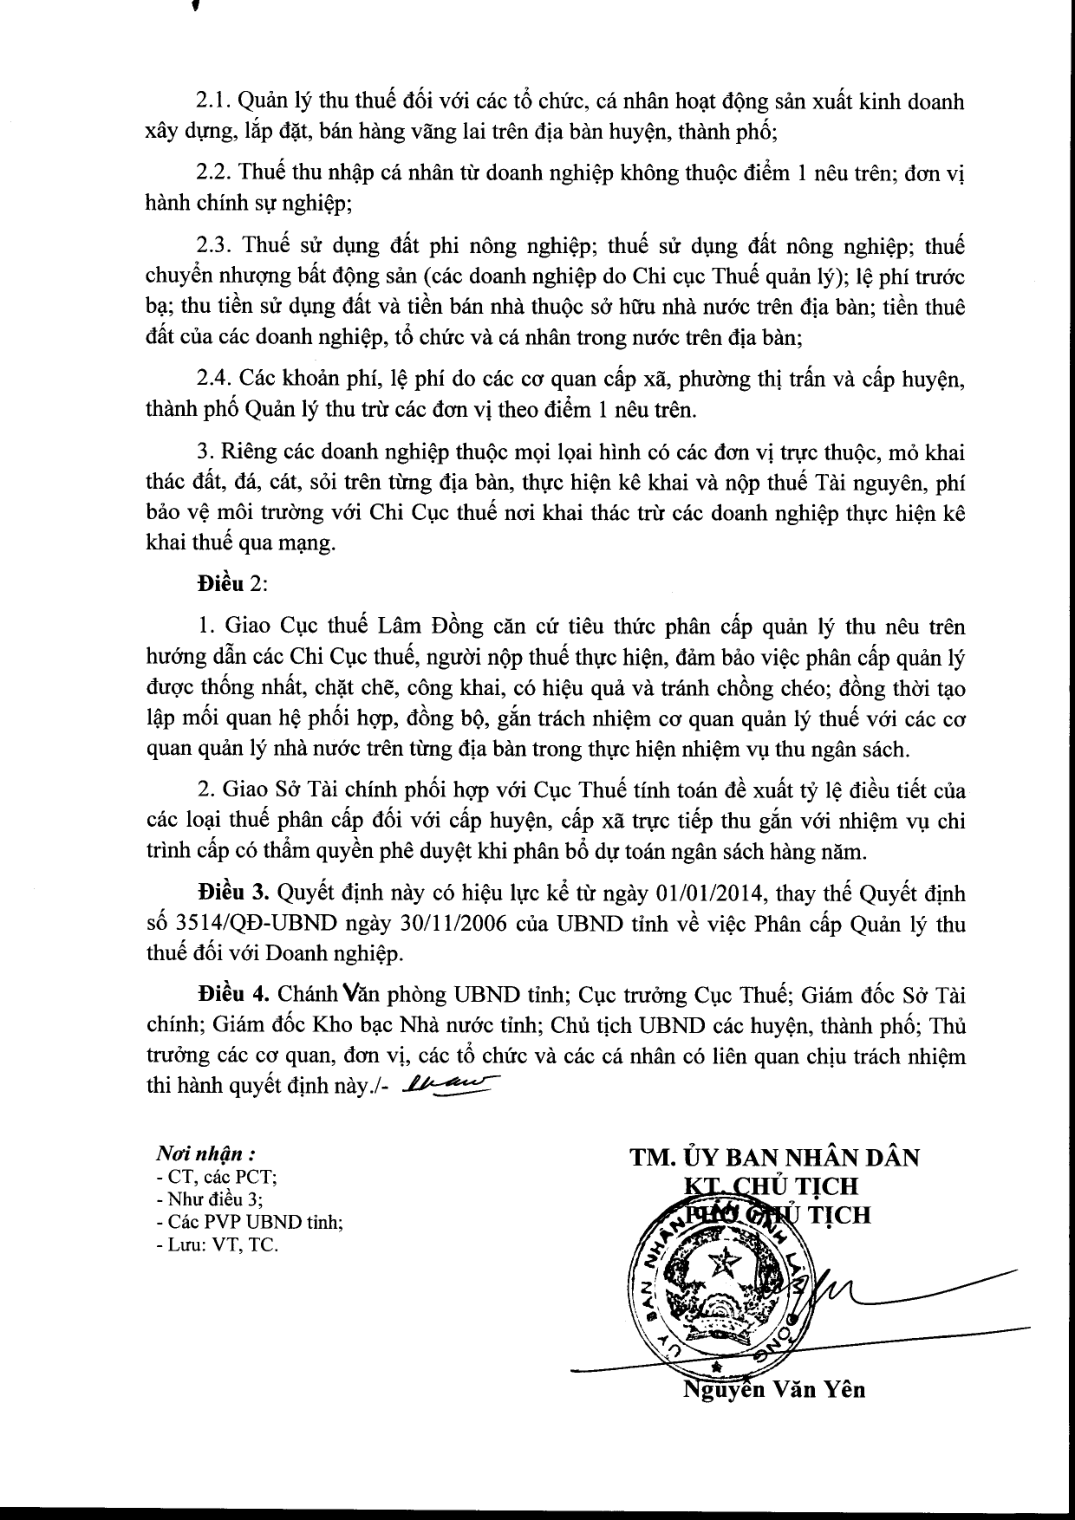 2.1. Quản lý thu thuế đối với các tổ chức, cá nhân hoạt động sản xuất kinh doanh
xây dựng, lắp đặt, bán hàng vãng lai trên địa bàn huyện, thành phố;
2.2. Thuế thu nhập cá nhân từ doanh nghiệp không thuộc điểm 1 nêu trên; đơn vị
hành chính sự nghiệp;
2.3. Thuế sử dụng đất phi nông nghiệp; thuế sử dụng đất nông nghiệp; thuế
chuyển nhượng bất động sản (các doanh nghiệp do Chi cục Thuế quản lý); lệ phí trước
bạ; thu tiền sử dụng đất và tiền bán nhà thuộc sở hữu nhà nước trên địa bàn; tiền thuê
đất của các doanh nghiệp, tổ chức và cá nhân trong nước trên địa bàn;
2.4. Các khoản phí, lệ phí do các cơ quan cấp xã, phường thị trấn và cấp huyện,
thành phố Quản lý thu trừ các đơn vị theo điểm 1 nêu trên.
3. Riêng các doanh nghiệp thuộc mọi lọai hình có các đơn vị trực thuộc, mỏ khai
thác đất, đá, cát, sỏi trên từng địa bàn, thực hiện kê khai và nộp thuế Tài nguyên, phí
bảo vệ môi trường với Chi Cục thuế nơi khai thác trừ các doanh nghiệp thực hiện kê
khai thuế qua mạng.
Điều 2:
1. Giao Cục thuế Lâm Đồng căn cứ tiêu thức phân cấp quản lý thu nêu trên
hướng dẫn các Chi Cục thuế, người nộp thuế thực hiện, đảm bảo việc phân cấp quản lý
được thống nhất, chặt chẽ, công khai, có hiệu quả và tránh chồng chéo; đồng thời tạo
lập mối quan hệ phối hợp, đồng bộ, gắn trách nhiệm cơ quan quản lý thuế với các cơ
quan quản lý nhà nước trên từng địa bàn trong thực hiện nhiệm vụ thu ngân sách.
2. Giao Sở Tài chính phối hợp với Cục Thuế tính toán đề xuất tỷ lệ điều tiết của
các loại thuế phân cấp đối với cấp huyện, cấp xã trực tiếp thu gắn với nhiệm vụ chi
trình cấp có thẩm quyền phê duyệt khi phân bổ dự toán ngân sách hàng năm.
Điều 3. Quyết định này có hiệu lực kể từ ngày 01/01/2014, thay thế Quyết định
số 3514/QĐ-UBND ngày 30/11/2006 của UBND tỉnh về việc Phân cấp Quản lý thu
thuế đối với Doanh nghiệp.
Điều 4. Chánh Văn phòng UBND tỉnh; Cục trưởng Cục Thuế; Giám đốc Sở Tài
chính; Giám đốc Kho bạc Nhà nước tỉnh; Chủ tịch UBND các huyện, thành phố; Thủ
trưởng các cơ quan, đơn vị, các tổ chức và các cá nhân có liên quan chịu trách nhiệm
thi hành quyết định này./-
Nơi nhận :
- CT, các PCT;
- Như điều 3;
- Các PVP UBND tỉnh;
- Lưu: VT, TC.
TM. ỦY BAN NHÂN DÂN
KT. CHỦ TỊCH
PHÓ CHỦ TỊCH
ỦY BAN NHÂN DÂN TỈNH LÂM ĐỒNG
Nguyễn Văn Yên